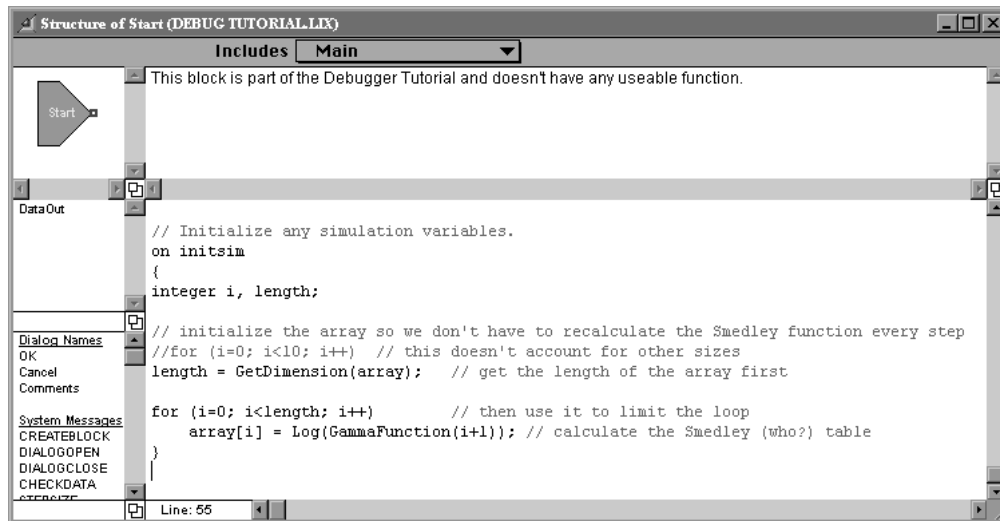 Structure of Start (DEBUG TUTORIAL.LIX)
Includes Main
Start
This block is part of the Debugger Tutorial and doesn't have any useable function.
DataOut
// Initialize any simulation variables.
on initsim
{
integer i, length;
// initialize the array so we don't have to recalculate the Smedley function every step
//for (i=0; i<10; i++)  // this doesn't account for other sizes
length = GetDimension(array);   // get the length of the array first
for (i=0; i<length; i++)          // then use it to limit the loop
array[i] = Log(GammaFunction(i+1)); // calculate the Smedley (who?) table
}
Dialog Names
OK
Cancel
Comments
System Messages
CREATEBLOCK
DIALOGOPEN
DIALOGCLOSE
CHECKDATA
Line: 55